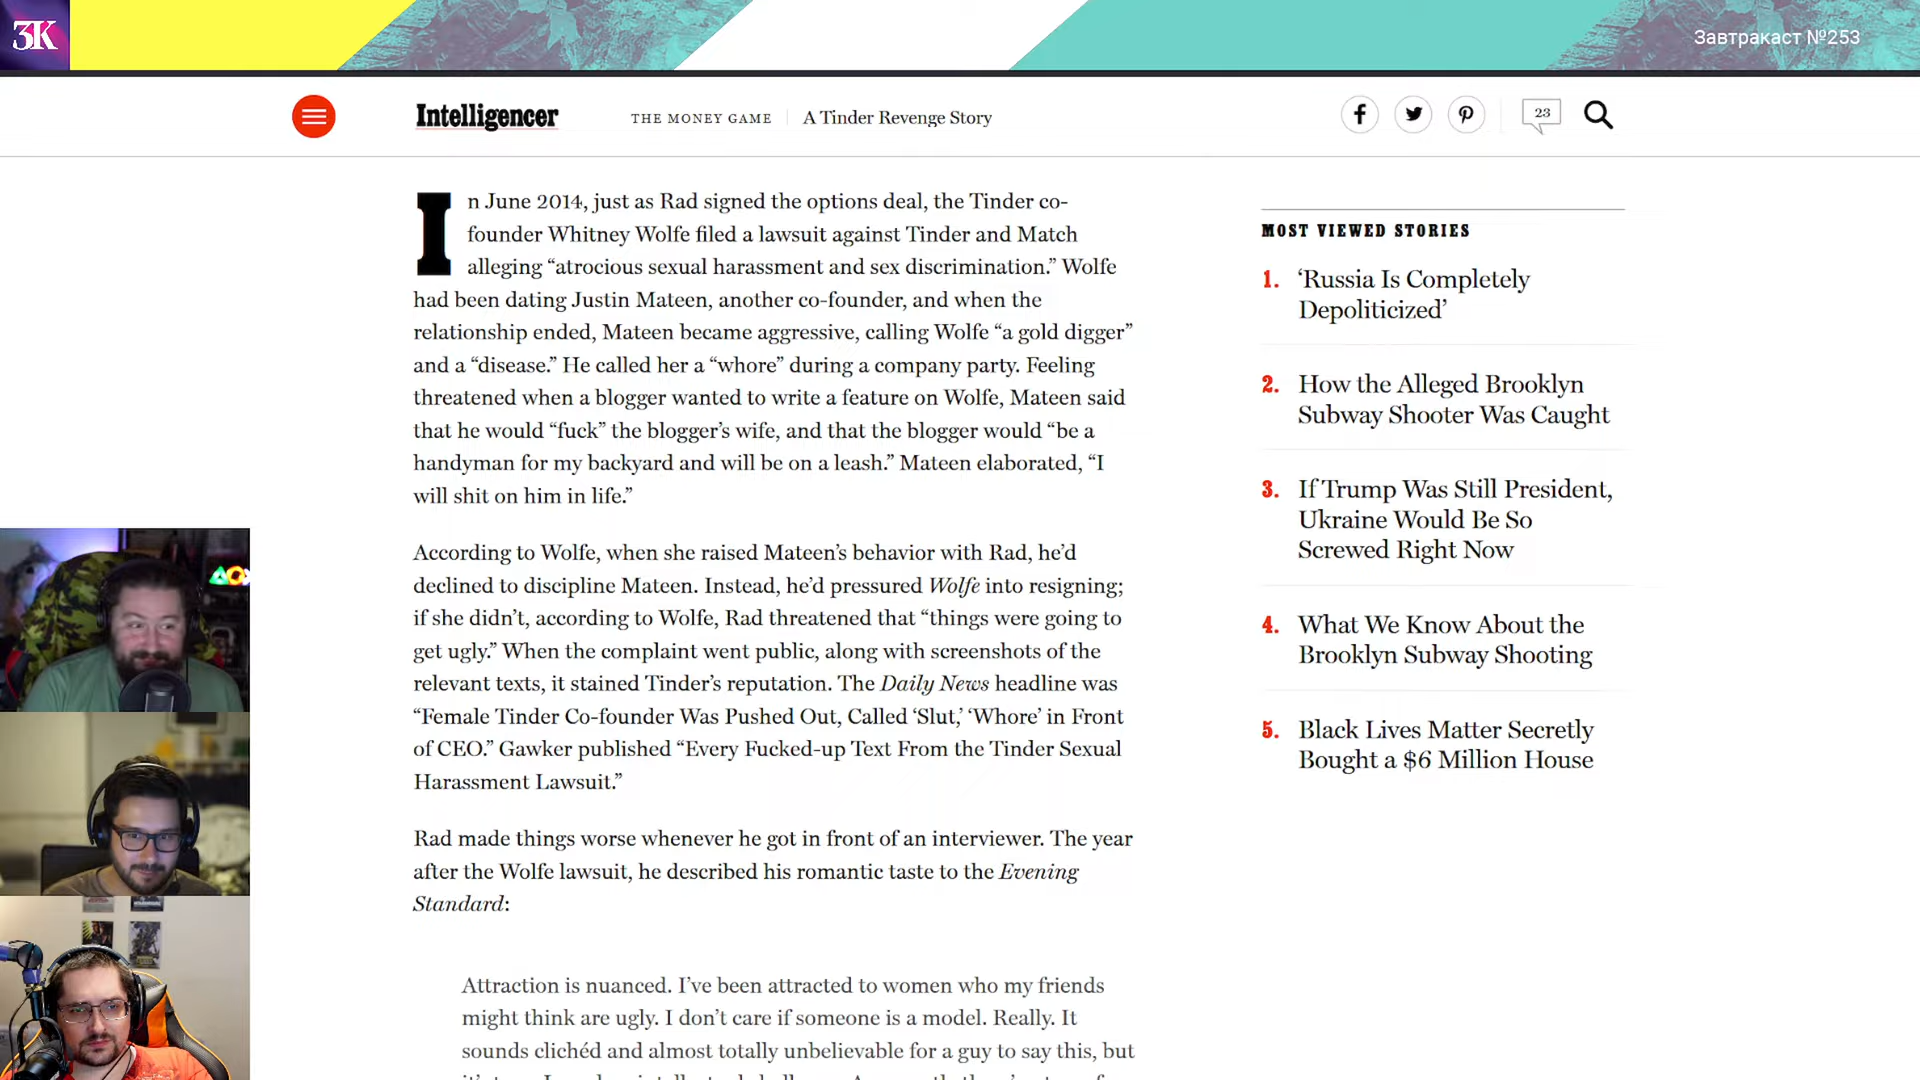 ЗК
Завтракаст №253
Intelligencer
THE MONEY GAME
A Tinder Revenge Story
23
In June 2014, just as Rad signed the options deal, the Tinder co-
founder Whitney Wolfe filed a lawsuit against Tinder and Match
alleging “atrocious sexual harassment and sex discrimination.” Wolfe
had been dating Justin Mateen, another co-founder, and when the
relationship ended, Mateen became aggressive, calling Wolfe “a gold digger”
and a “disease.” He called her a “whore” during a company party. Feeling
threatened when a blogger wanted to write a feature on Wolfe, Mateen said
that he would “fuck” the blogger’s wife, and that the blogger would “be a
handyman for my backyard and will be on a leash.” Mateen elaborated, “I
will shit on him in life.”
According to Wolfe, when she raised Mateen’s behavior with Rad, he’d
declined to discipline Mateen. Instead, he’d pressured Wolfe into resigning;
if she didn’t, according to Wolfe, Rad threatened that “things were going to
get ugly.” When the complaint went public, along with screenshots of the
relevant texts, it stained Tinder’s reputation. The Daily News headline was
“Female Tinder Co-founder Was Pushed Out, Called ‘Slut,’ ‘Whore’ in Front
of CEO.” Gawker published “Every Fucked-up Text From the Tinder Sexual
Harassment Lawsuit.”
Rad made things worse whenever he got in front of an interviewer. The year
after the Wolfe lawsuit, he described his romantic taste to the Evening
Standard:
Attraction is nuanced. I’ve been attracted to women who my friends
might think are ugly. I don’t care if someone is a model. Really. It
sounds clichéd and almost totally unbelievable for a guy to say this, but
MOST VIEWED STORIES
1. ‘Russia Is Completely
Depoliticized’
2. How the Alleged Brooklyn
Subway Shooter Was Caught
3. If Trump Was Still President,
Ukraine Would Be So
Screwed Right Now
4. What We Know About the
Brooklyn Subway Shooting
5. Black Lives Matter Secretly
Bought a $6 Million House